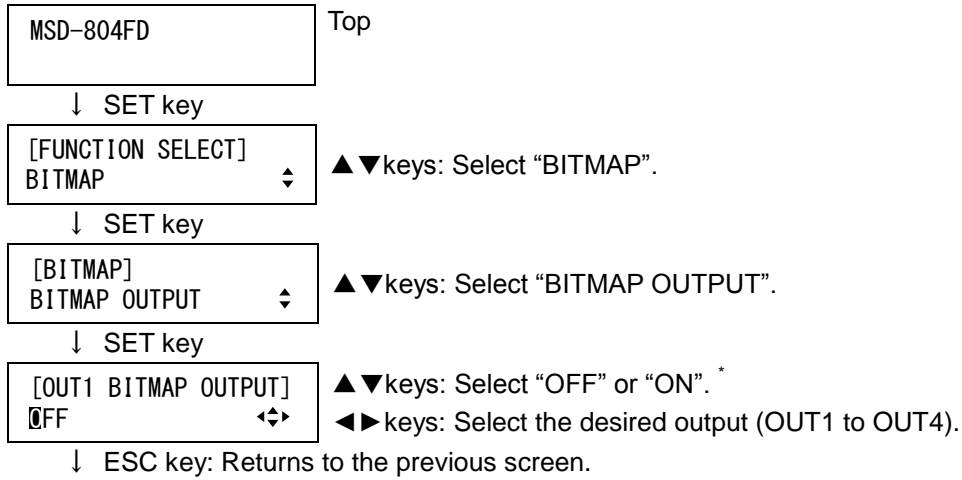 MSD-804FD Top
↓ SET key
[FUNCTION SELECT]
BITMAP ▲▼keys: Select “BITMAP”.
↓ SET key
[BITMAP]
BITMAP OUTPUT ▲▼keys: Select “BITMAP OUTPUT”.
↓ SET key
[OUT1 BITMAP OUTPUT] ▲▼keys: Select “OFF” or “ON”. *
OFF ◄►keys: Select the desired output (OUT1 to OUT4).
↓ ESC key: Returns to the previous screen.